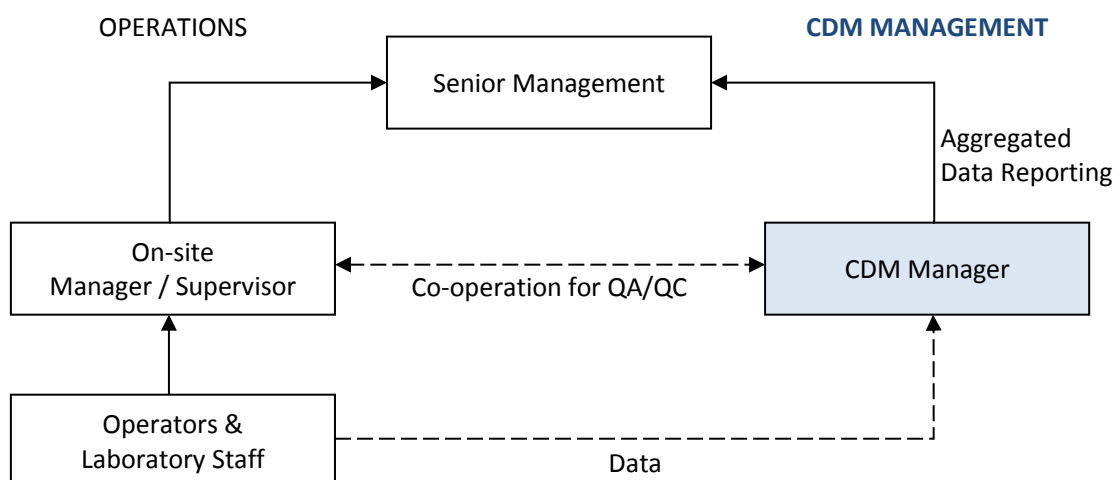 OPERATIONS
CDM MANAGEMENT
Senior Management
Aggregated
Data Reporting
On-site
Manager / Supervisor
Co-operation for QA/QC
CDM Manager
Operators &
Laboratory Staff
Data